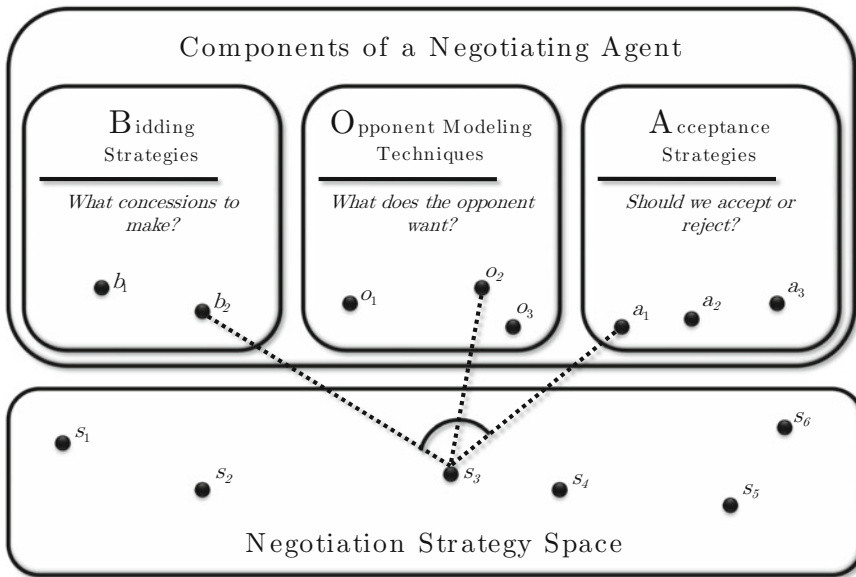 Components of a Negotiating Agent
Bidding
Strategies
What concessions to
make?
b1
b2
Opponent Modeling
Techniques
What does the opponent
want?
o1
o2
o3
Acceptance
Strategies
Should we accept or
reject?
a1
a2
a3
s1
s2
s3
s4
s5
s6
Negotiation Strategy Space